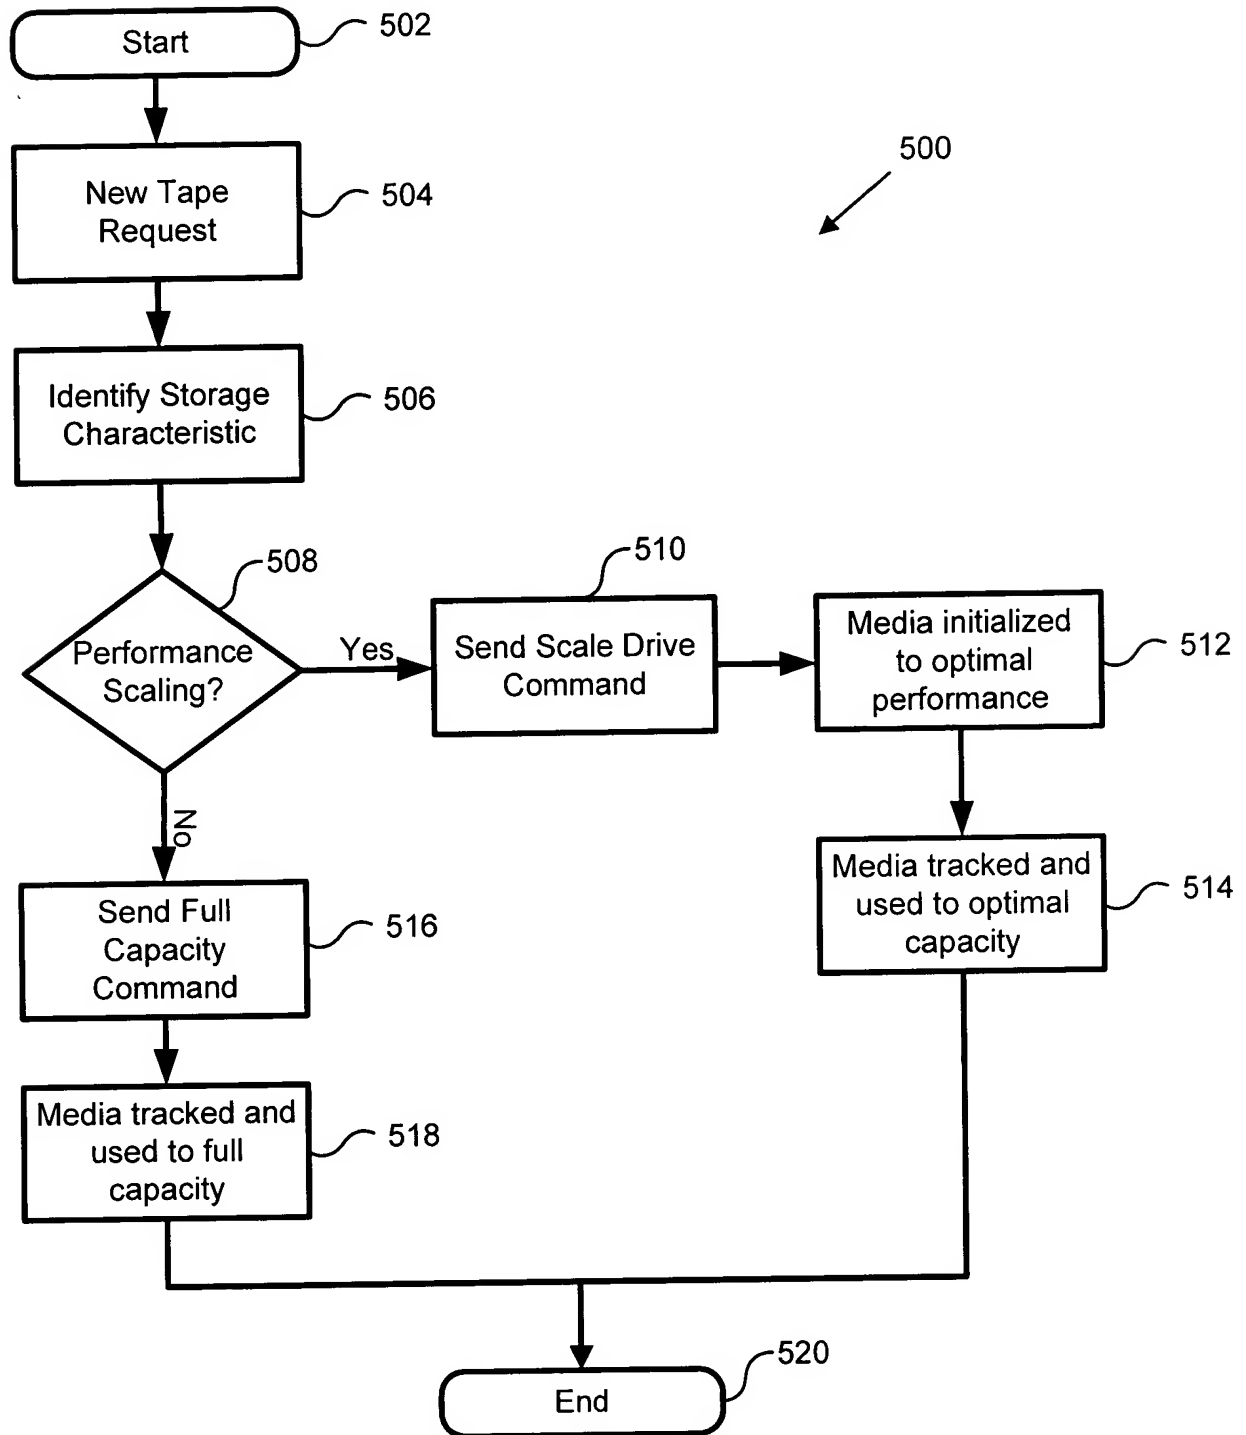 Start
502
New Tape
Request
504
500
Identify Storage
Characteristic
506
508
Performance
Scaling?
Yes
No
510
Send Scale Drive
Command
Media initialized
to optimal
performance
512
Media tracked and
used to optimal
capacity
514
Send Full
Capacity
Command
516
Media tracked and
used to full
capacity
518
End
520